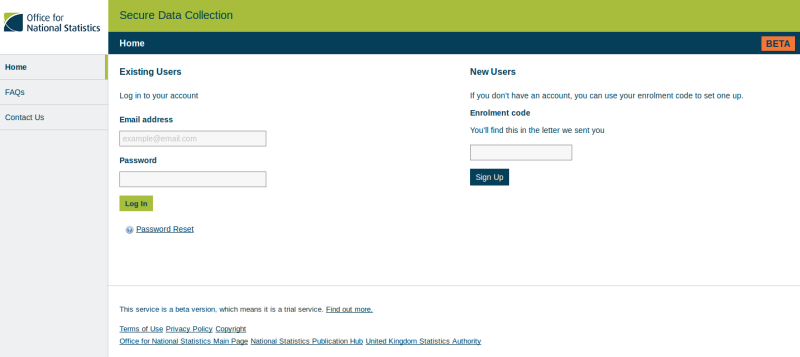 Office for
National Statistics
Secure Data Collection
Home
BETA
Home
FAQs
Contact Us
Existing Users
Log in to your account
Email address
example@email.com
Password
Log In
Password Reset
New Users
If you don't have an account, you can use your enrolment code to set one up.
Enrolment code
You'll find this in the letter we sent you
Sign Up
This service is a beta version, which means it is a trial service. Find out more.
Terms of Use Privacy Policy Copyright
Office for National Statistics Main Page National Statistics Publication Hub United Kingdom Statistics Authority